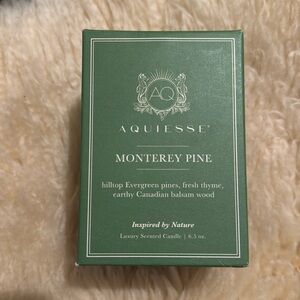 AQ
AQUIESSE®
MONTEREY PINE
hilltop Evergreen pines, fresh thyme,
earthy Canadian balsam wood
Inspired by Nature
Luxury Scented Candle | 6.5 oz.